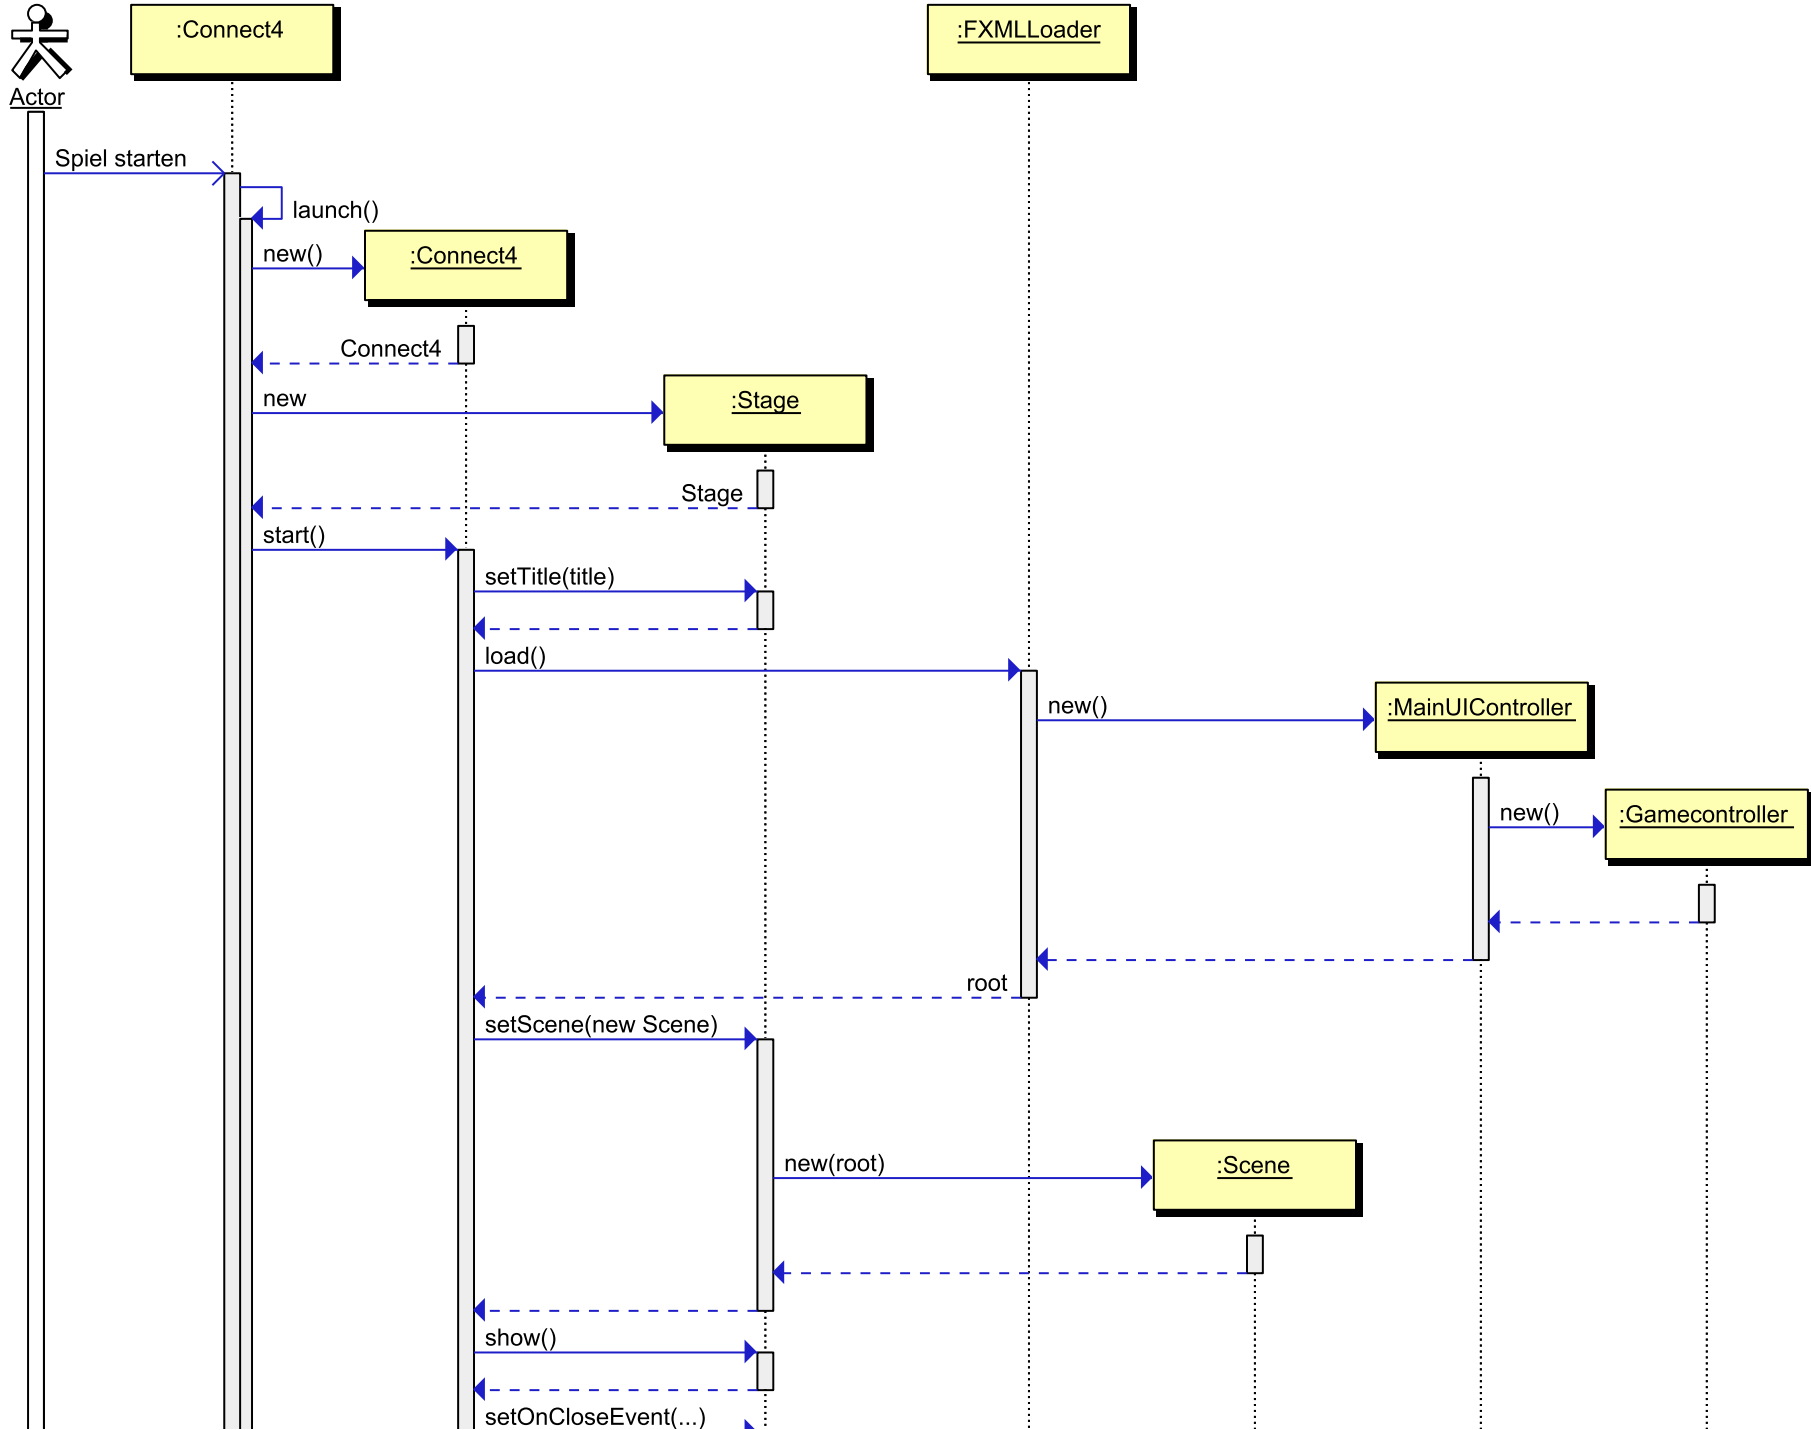 :Connect4
:FXMLLoader
Actor
Spiel starten
launch()
new()
:Connect4
Connect4
new
:Stage
Stage
start()
setTitle(title)
load()
new()
:MainUIController
new()
:Gamecontroller
root
setScene(new Scene)
new(root)
:Scene
show()
setOnCloseEvent(...)